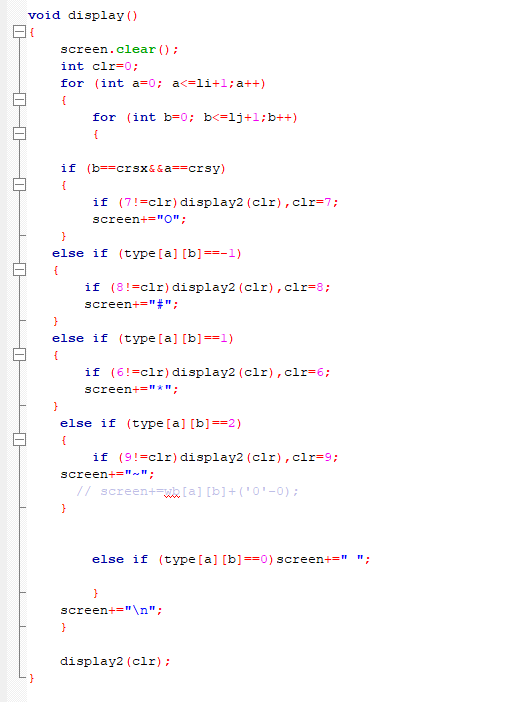 void display()
{
    screen.clear();
    int clr=0;
    for (int a=0; a<=li+1;a++)
    {
        for (int b=0; b<=lj+1;b++)
        {
    if (b==crsx&&a==crsy)
    {
        if (7!=clr)display2(clr),clr=7;
        screen+="O";
    }
   else if (type[a][b]==-1)
   {
       if (8!=clr)display2(clr),clr=8;
       screen+="#";
   }
   else if (type[a][b]==1)
   {
       if (6!=clr)display2(clr),clr=6;
       screen+="*";
   }
    else if (type[a][b]==2)
    {
        if (9!=clr)display2(clr),clr=9;
    screen+="~";
      // screen+=wb[a][b]+('0'-0);
    }
        else if (type[a][b]==0)screen+=" ";
        }
    screen+="\n";
    }
    display2(clr);
}